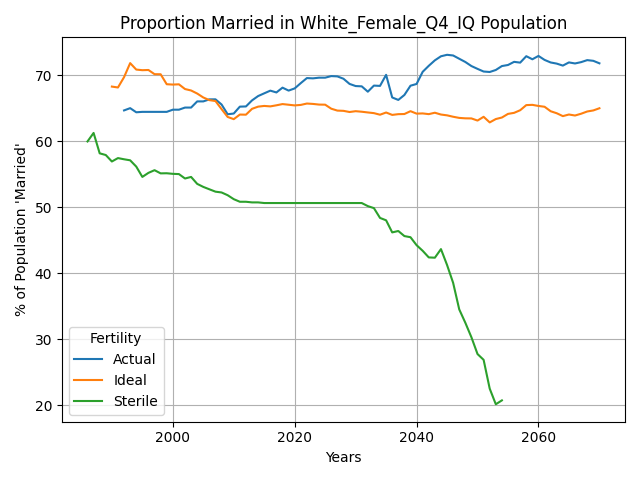 Proportion Married in White_Female_Q4_IQ Population
% of Population 'Married'
70
60
50
40
30
20
Fertility
Actual
Ideal
Sterile
2000 2020 2040 2060
Years